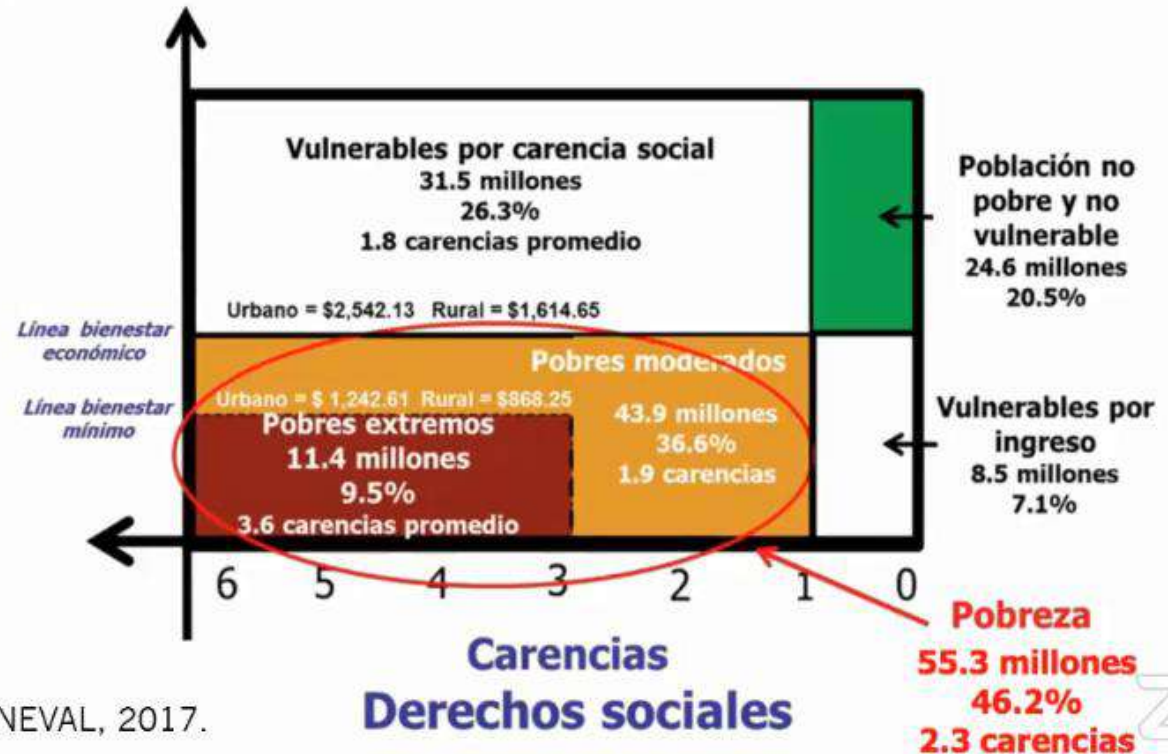 Vulnerables por carencia social
31.5 millones
26.3%
1.8 carencias promedio
Población no
pobre y no
vulnerable
24.6 millones
20.5%
Urbano = $2,542.13 Rural = $1,614.65
Línea bienestar
económico
Pobres moderados
43.9 millones
36.6%
1.9 carencias
Línea bienestar
mínimo
Urbano = $ 1,242.61 Rural = $868.25
Pobres extremos
11.4 millones
9.5%
3.6 carencias promedio
Vulnerables por
ingreso
8.5 millones
7.1%
6 5 4 3 2 1 0
Carencias
Derechos sociales
Pobreza
55.3 millones
46.2%
2.3 carencias
NEVAL, 2017.